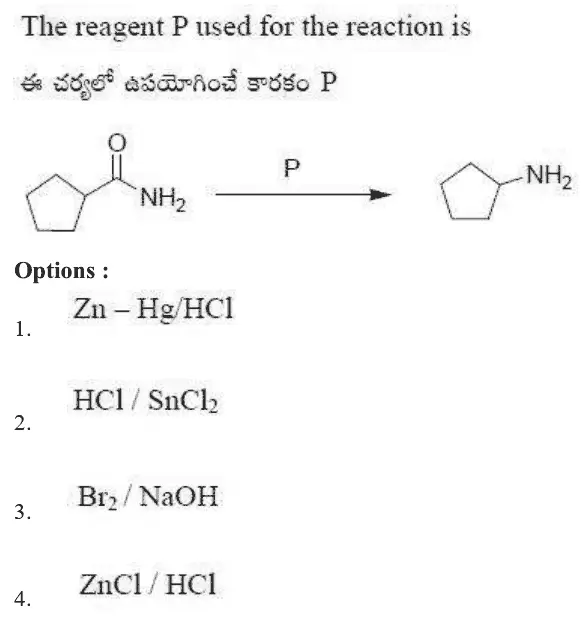 The reagent P used for the reaction is
ఈ చర్యలో ఉపయోగించే కారకం P
O
NH₂
P
NH₂
Options :
1. Zn – Hg/HCl
2. HCl / SnCl₂
3. Br₂ / NaOH
4. ZnCl / HCl